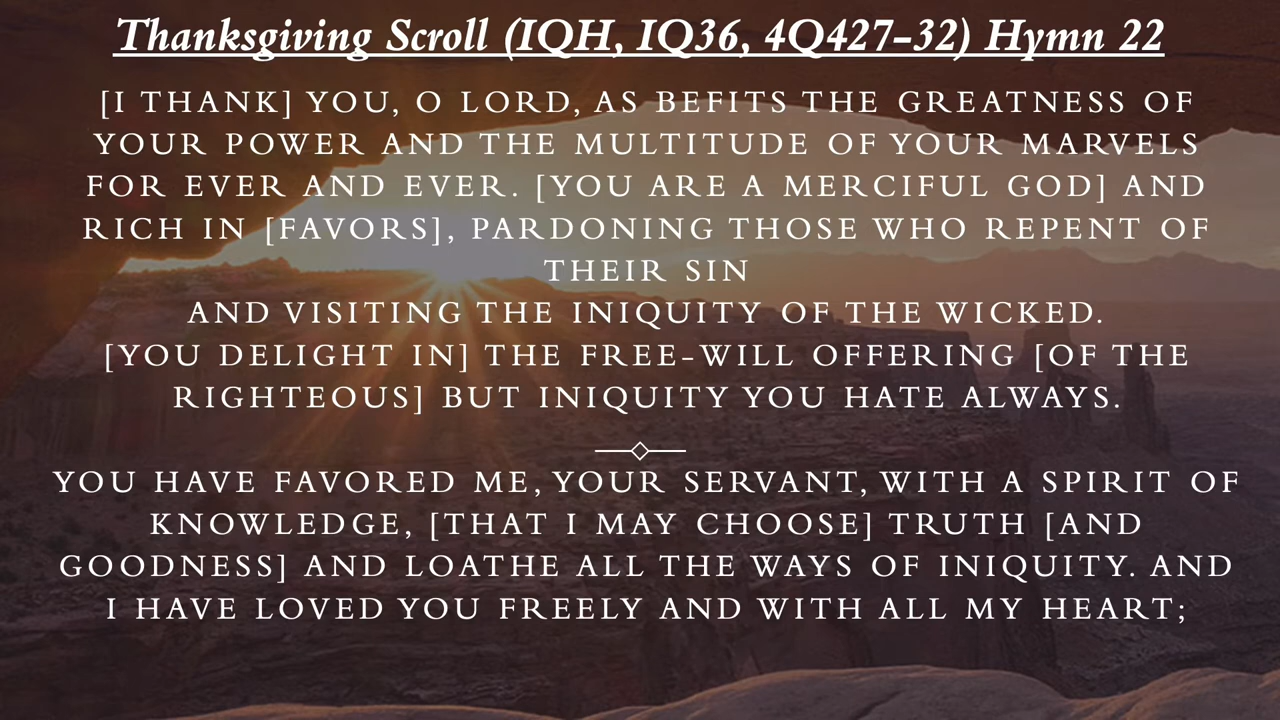 Thanksgiving Scroll (IQH, IQ36, 4Q427-32) Hymn 22
[I THANK] YOU, O LORD, AS BEFITS THE GREATNESS OF
YOUR POWER AND THE MULTITUDE OF YOUR MARVELS
FOR EVER AND EVER. [YOU ARE A MERCIFUL GOD] AND
RICH IN [FAVORS], PARDONING THOSE WHO REPENT OF
THEIR SIN
AND VISITING THE INIQUITY OF THE WICKED.
[YOU DELIGHT IN] THE FREE-WILL OFFERING [OF THE
RIGHTEOUS] BUT INIQUITY YOU HATE ALWAYS.
YOU HAVE FAVORED ME, YOUR SERVANT, WITH A SPIRIT OF
KNOWLEDGE, [THAT I MAY CHOOSE] TRUTH [AND
GOODNESS] AND LOATHE ALL THE WAYS OF INIQUITY. AND
I HAVE LOVED YOU FREELY AND WITH ALL MY HEART;